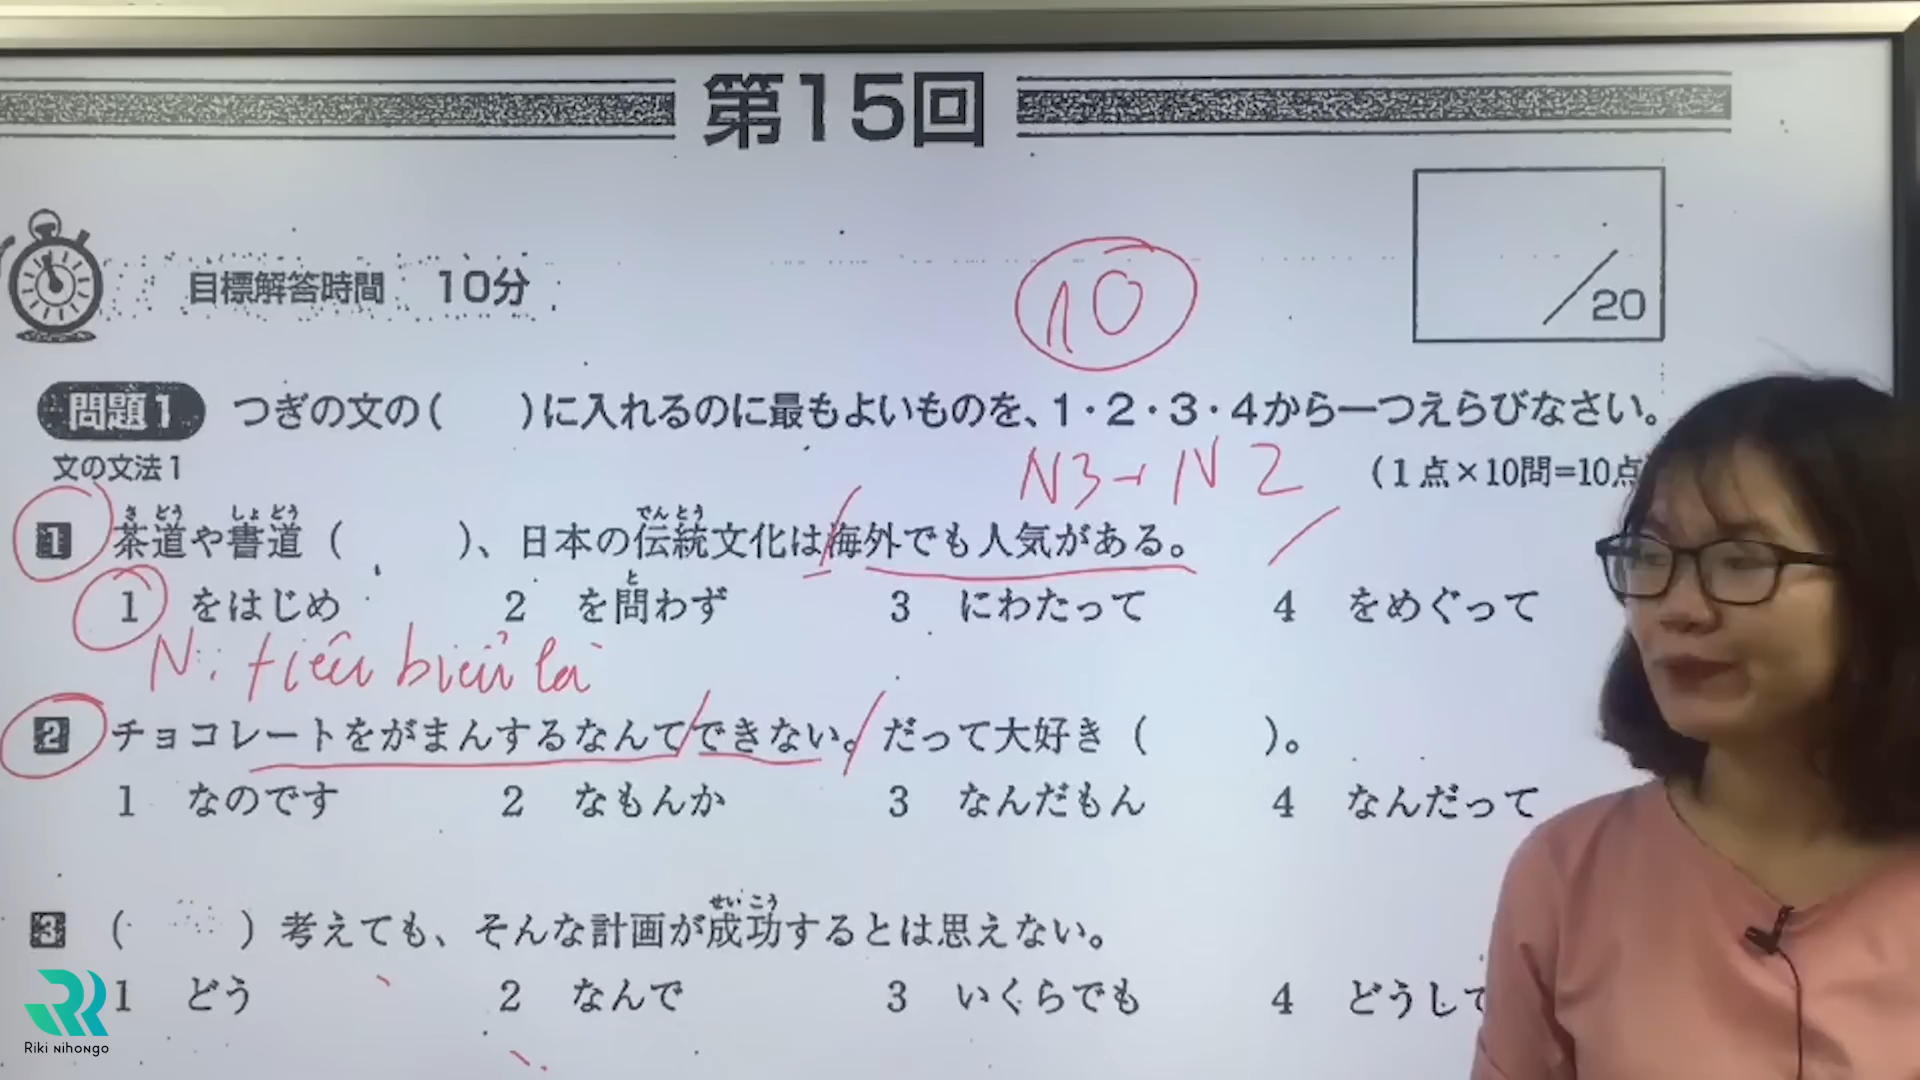 第15回
目標解答時間 10分
10
/20
問題1 つぎの文の( )に入れるのに最もよいものを、1・2・3・4から一つえらびなさい。
文の文法1
N3→N2
(1点×10問=10点
1 茶道や書道( )、日本の伝統文化は海外でも人気がある。
1 をはじめ 2 を問わず 3 にわたって 4 をめぐって
N: tiêu biểu là
2 チョコレートをがまんするなんてできない。だって大好き( )。
1 なのです 2 なもんか 3 なんだもん 4 なんだって
3 ( )考えても、そんな計画が成功するとは思えない。
1 どう 2 なんで 3 いくらでも 4 どうして
Riki Nihongo